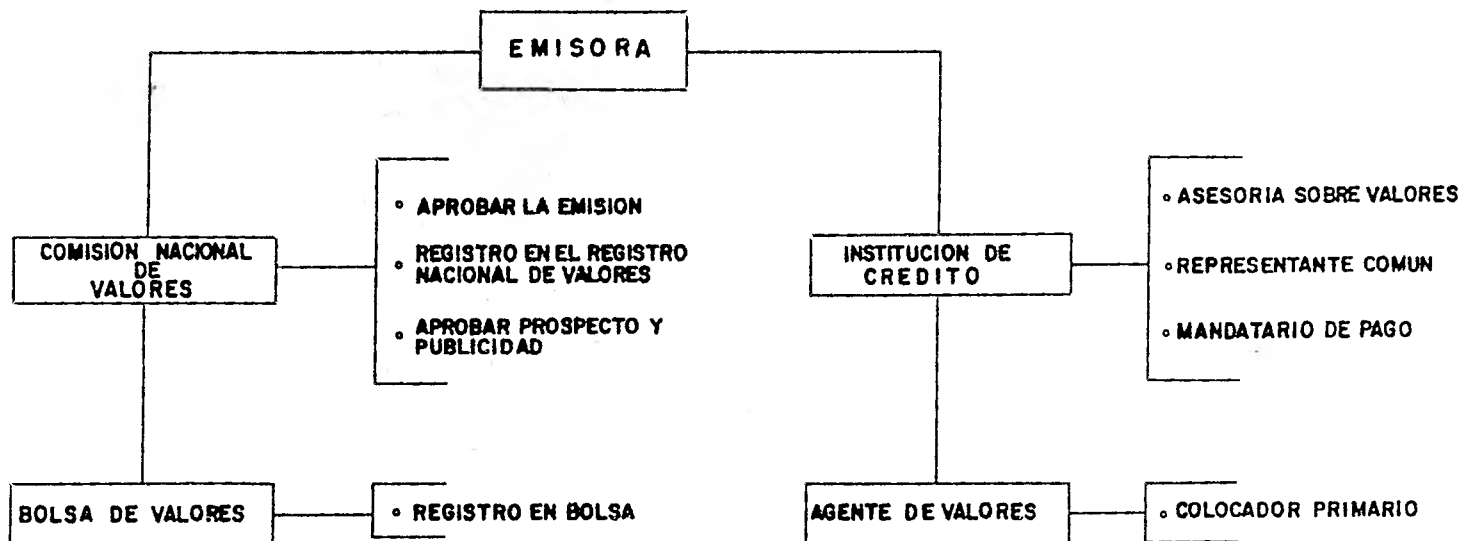 EMISORA
COMISION NACIONAL
DE
VALORES
° APROBAR LA EMISION
° REGISTRO EN EL REGISTRO
NACIONAL DE VALORES
° APROBAR PROSPECTO Y
PUBLICIDAD
INSTITUCION DE
CREDITO
° ASESORIA SOBRE VALORES
° REPRESENTANTE COMUN
° MANDATARIO DE PAGO
BOLSA DE VALORES
° REGISTRO EN BOLSA
AGENTE DE VALORES
° COLOCADOR PRIMARIO